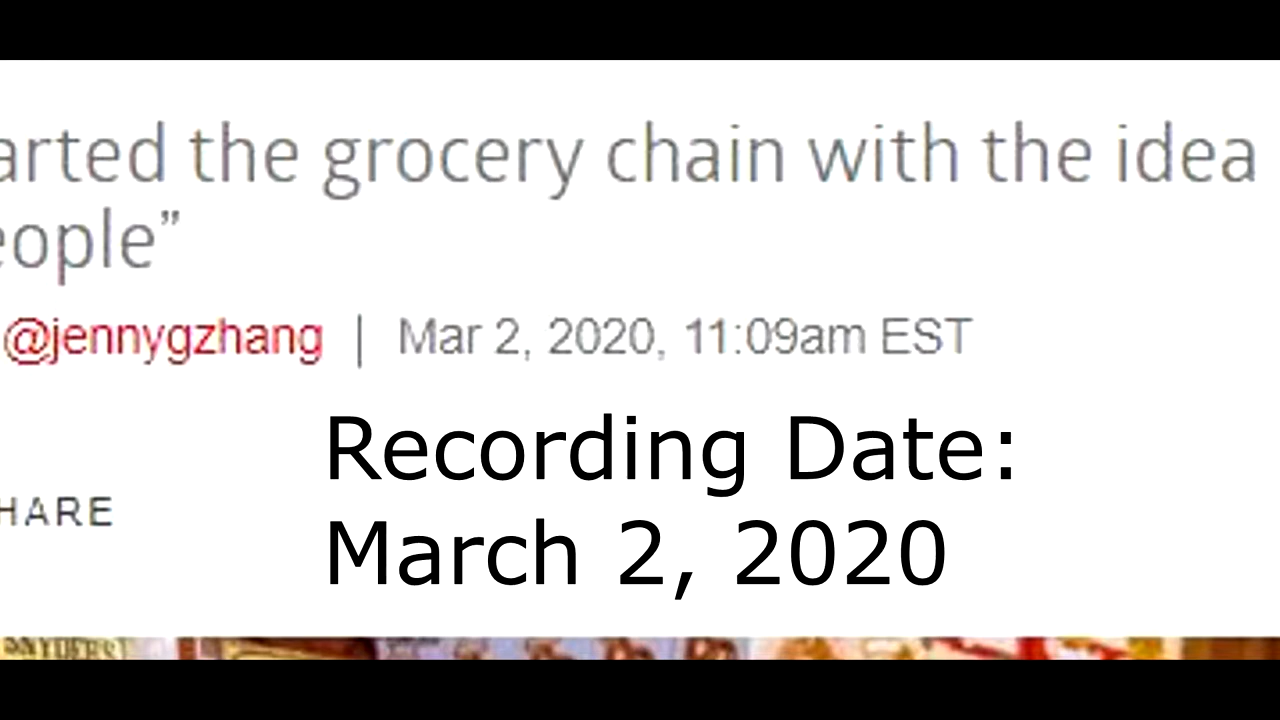 arted the grocery chain with the idea
eople”
@jennygzhang | Mar 2, 2020, 11:09am EST
Recording Date:
HARE
March 2, 2020
SNYDERS